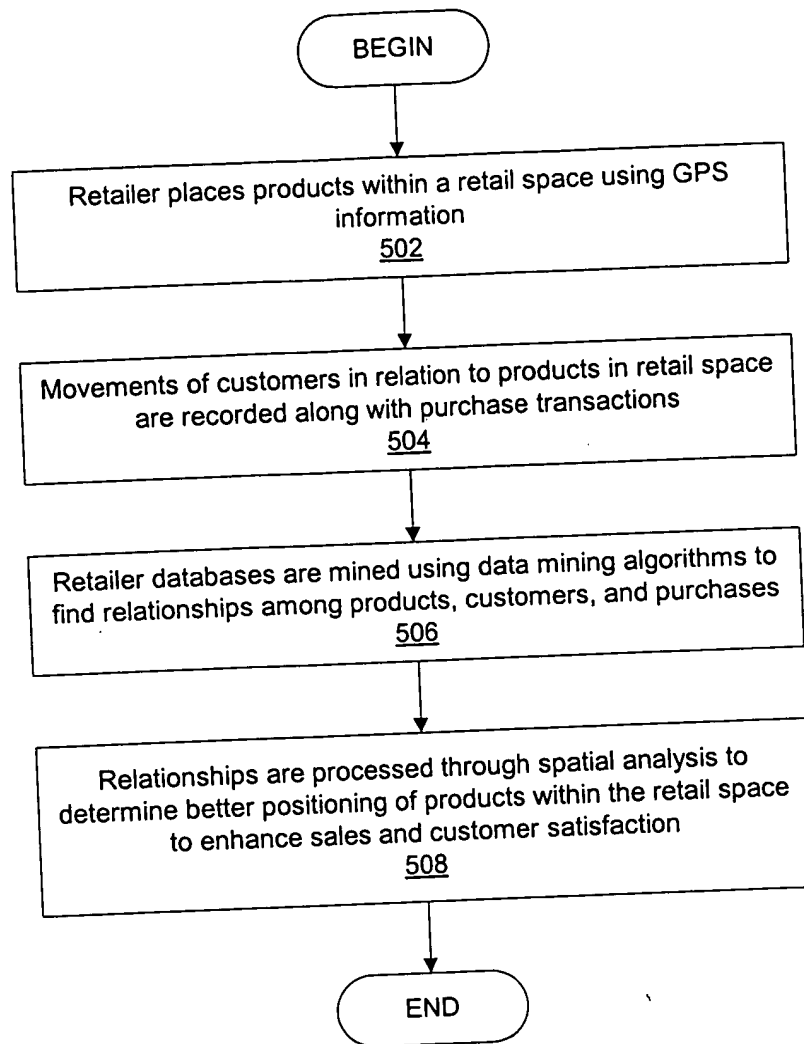 BEGIN
Retailer places products within a retail space using GPS
information
502
Movements of customers in relation to products in retail space
are recorded along with purchase transactions
504
Retailer databases are mined using data mining algorithms to
find relationships among products, customers, and purchases
506
Relationships are processed through spatial analysis to
determine better positioning of products within the retail space
to enhance sales and customer satisfaction
508
END